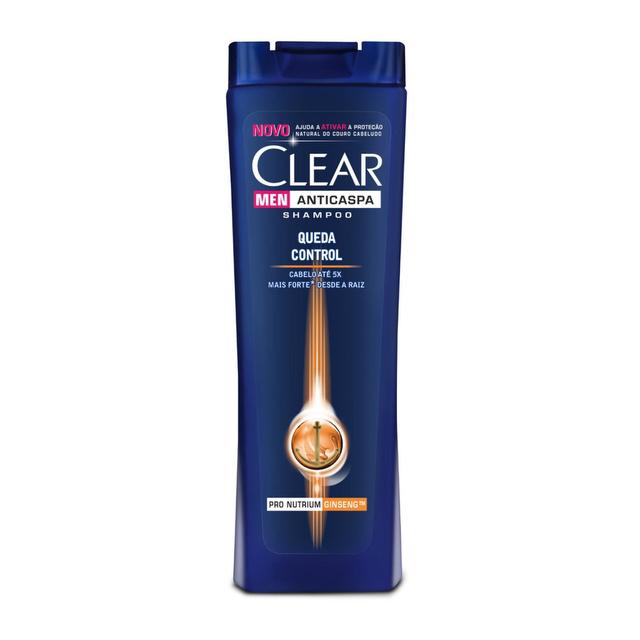 NOVO AJUDA A ATIVAR A PROTEÇÃO
NATURAL DO COURO CABELUDO
CLEAR
MEN ANTICASPA
SHAMPOO
QUEDA
CONTROL
CABELO ATÉ 5X
MAIS FORTE* DESDE A RAIZ
PRO NUTRIUM GINSENG™